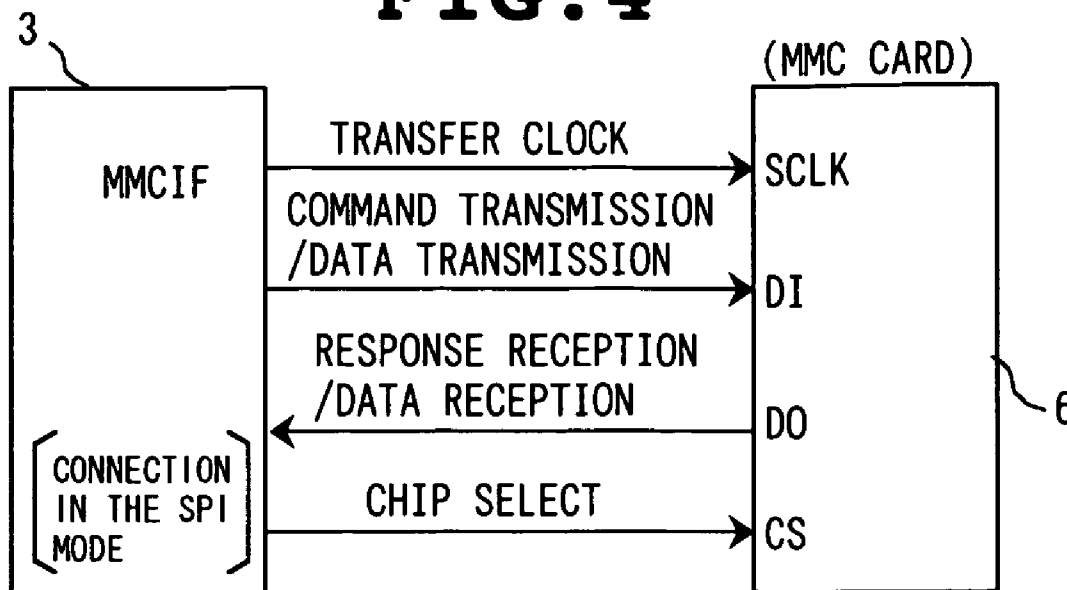 FIG.4
3
(MMC CARD)
MMCIF
TRANSFER CLOCK
SCLK
COMMAND TRANSMISSION
/DATA TRANSMISSION
DI
RESPONSE RECEPTION
/DATA RECEPTION
DO
6
CONNECTION
IN THE SPI
MODE
CHIP SELECT
CS